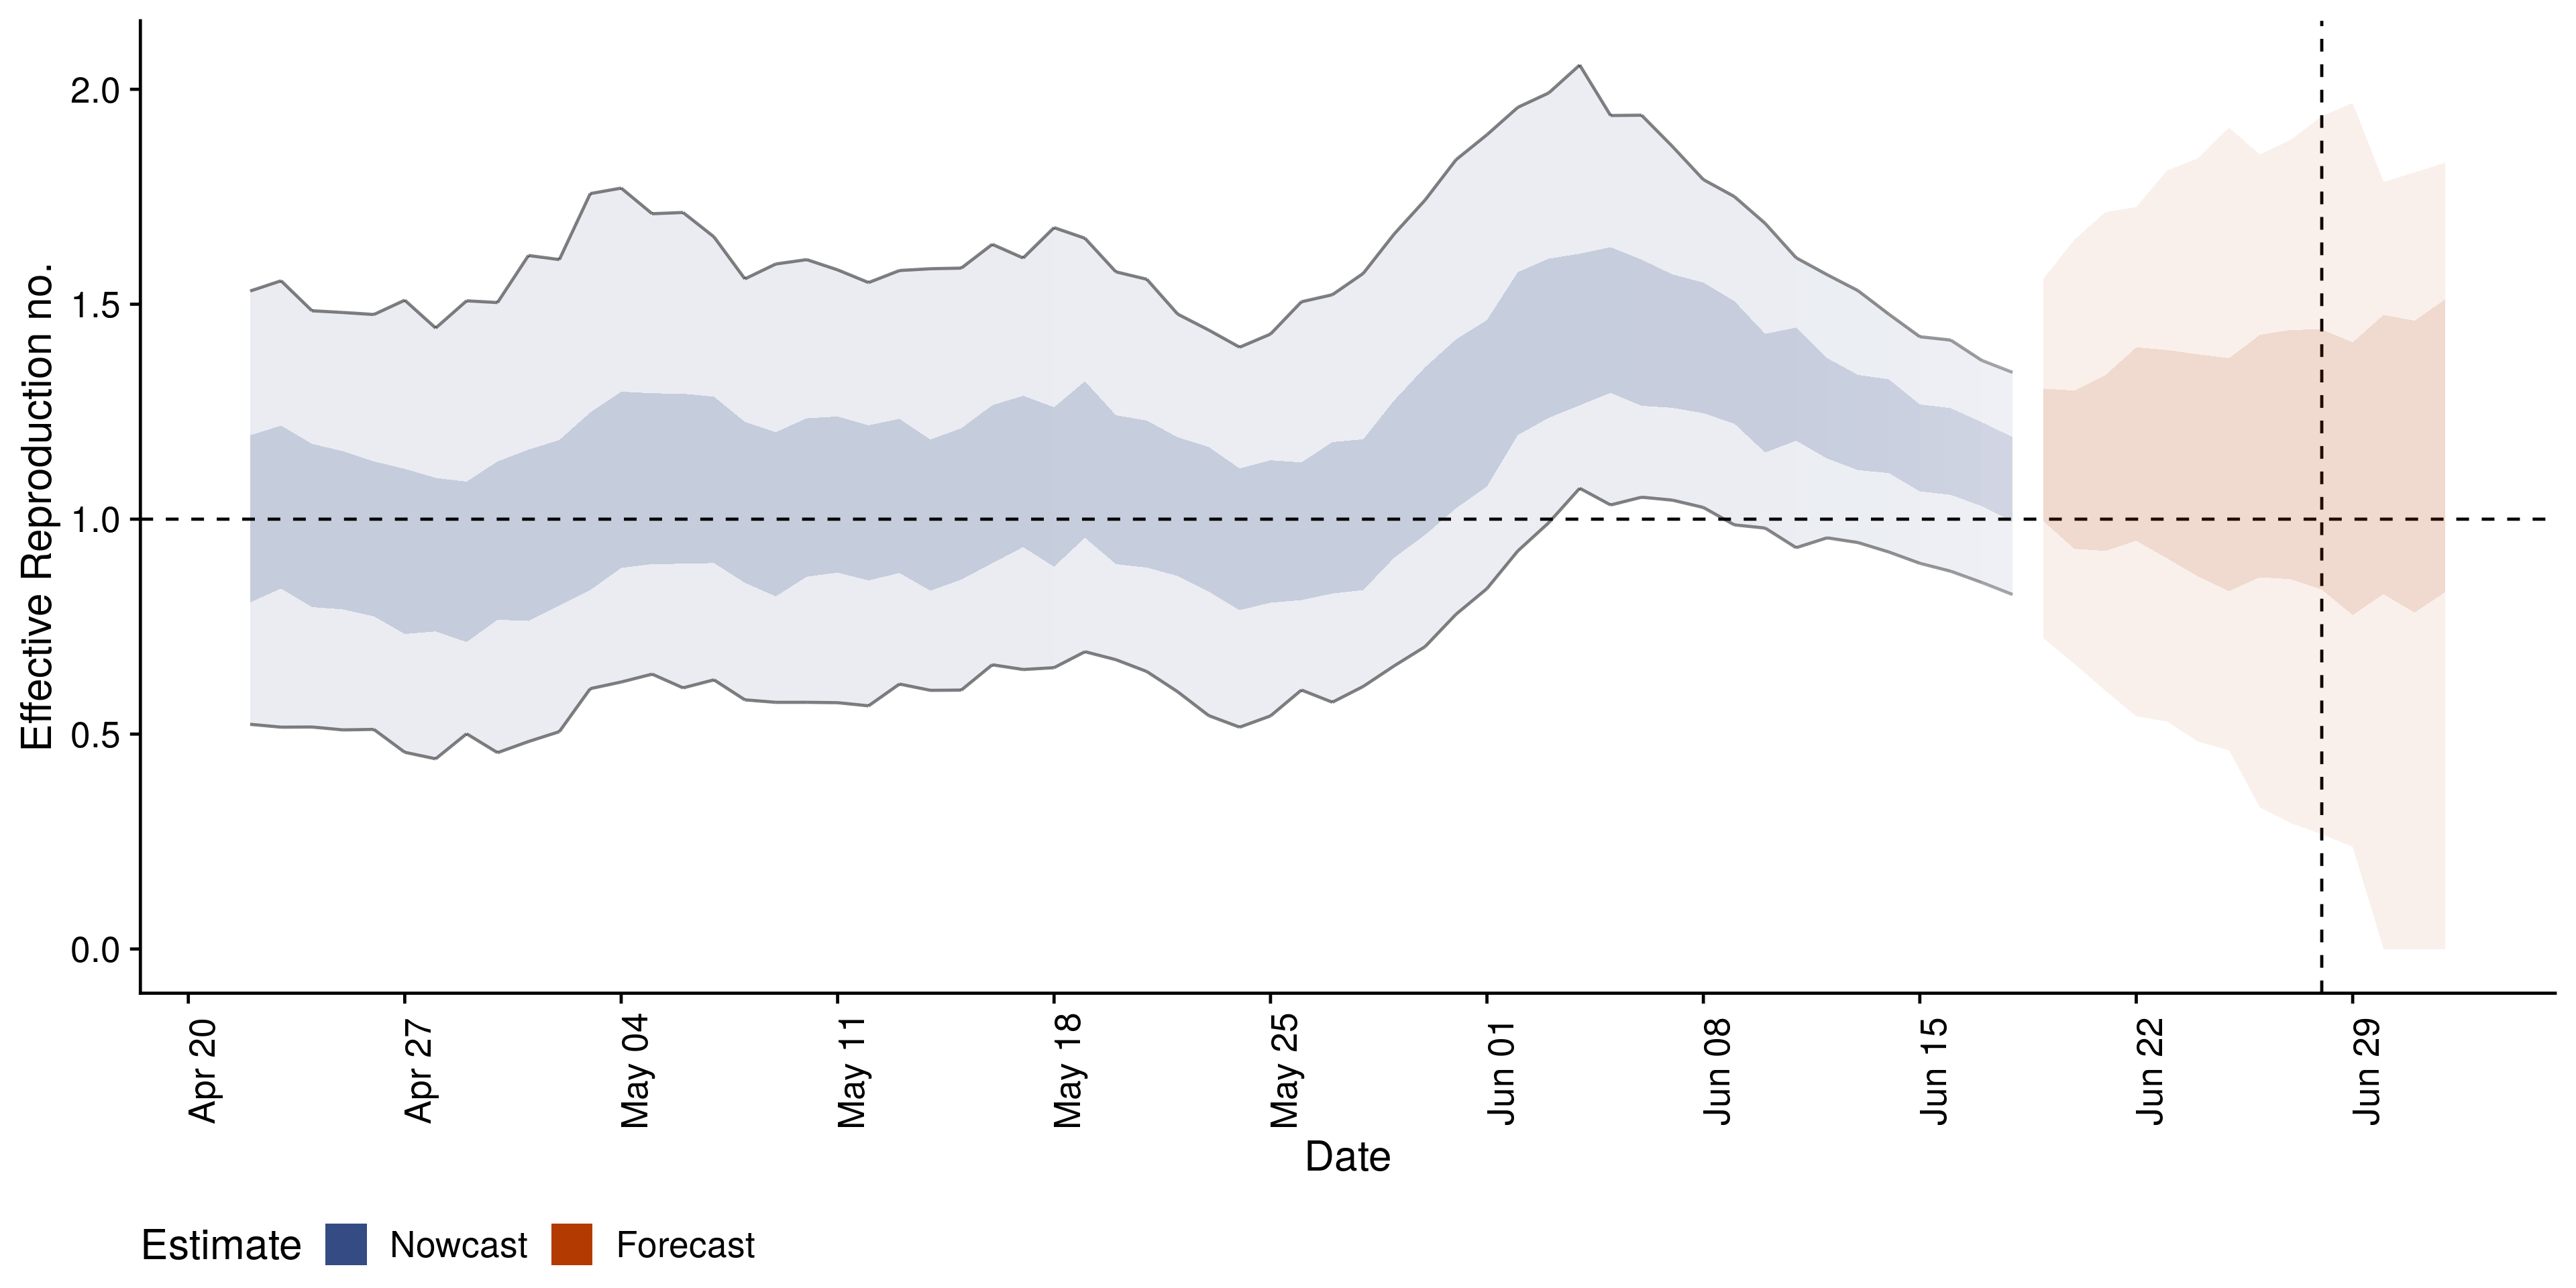 Effective Reproduction no.
2.0
1.5
1.0
0.5
0.0
Apr 20
Apr 27
May 04
May 11
May 18
May 25
Jun 01
Jun 08
Jun 15
Jun 22
Jun 29
Date
Estimate Nowcast Forecast